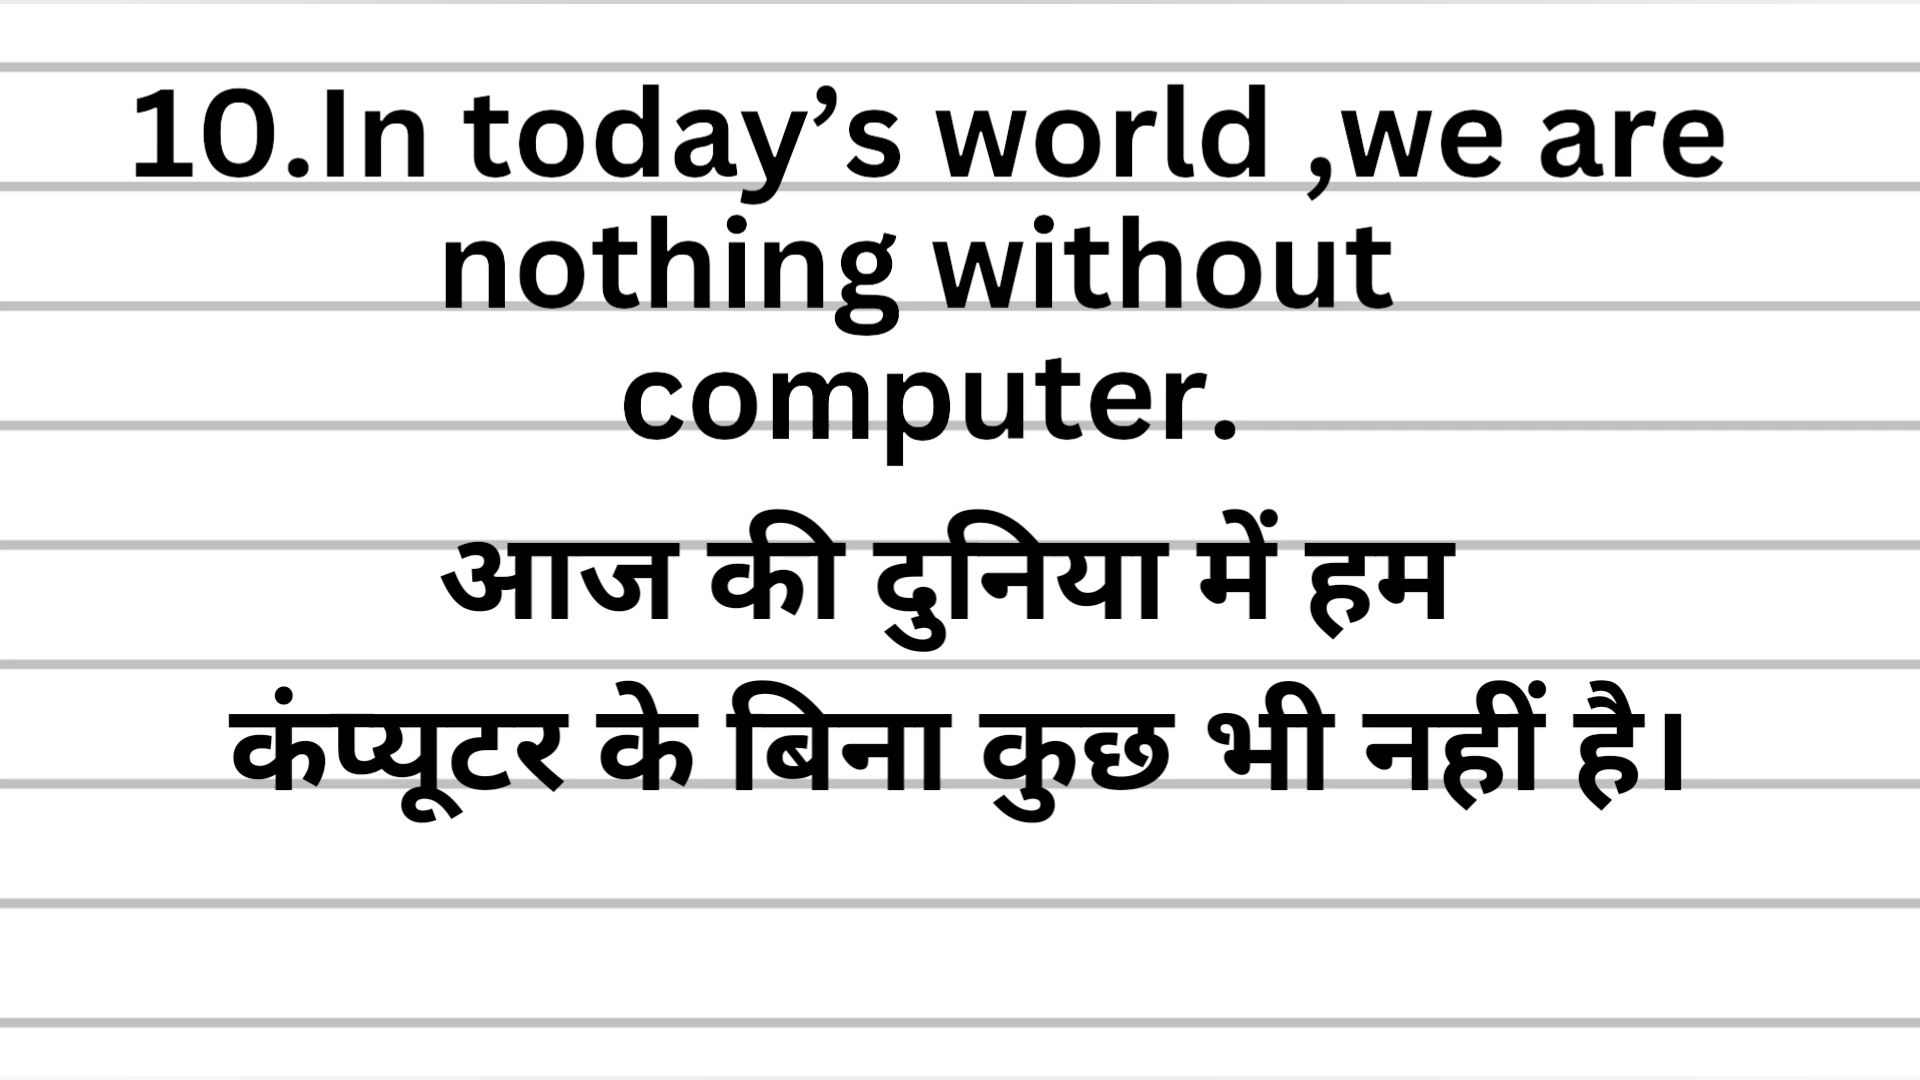 10.In today’s world ,we are
nothing without
computer.
आज की दुनिया में हम
कंप्यूटर के बिना कुछ भी नहीं है।